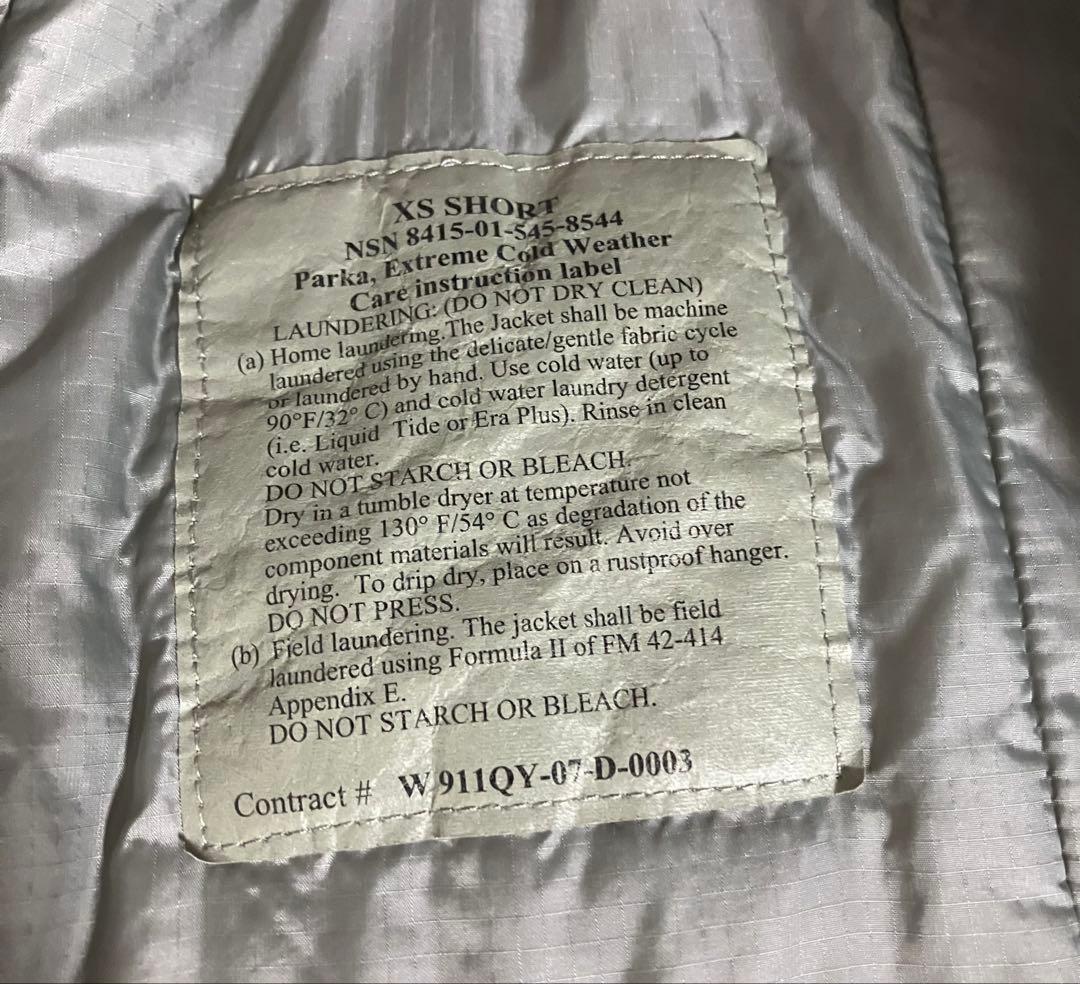 XS SHORT
NSN 8415-01-545-8544
Parka, Extreme Cold Weather
Care instruction label
LAUNDERING: (DO NOT DRY CLEAN)
(a) Home laundering. The Jacket shall be machine
laundered using the delicate/gentle fabric cycle
or laundered by hand. Use cold water (up to
90°F/32° C) and cold water laundry detergent
(i.e. Liquid Tide or Era Plus). Rinse in clean
cold water.
DO NOT STARCH OR BLEACH.
Dry in a tumble dryer at temperature not
exceeding 130° F/54° C as degradation of the
component materials will result. Avoid over
drying. To drip dry, place on a rustproof hanger.
DO NOT PRESS.
(b) Field laundering. The jacket shall be field
laundered using Formula II of FM 42-414
Appendix E.
DO NOT STARCH OR BLEACH.
Contract # W911QY-07-D-0003